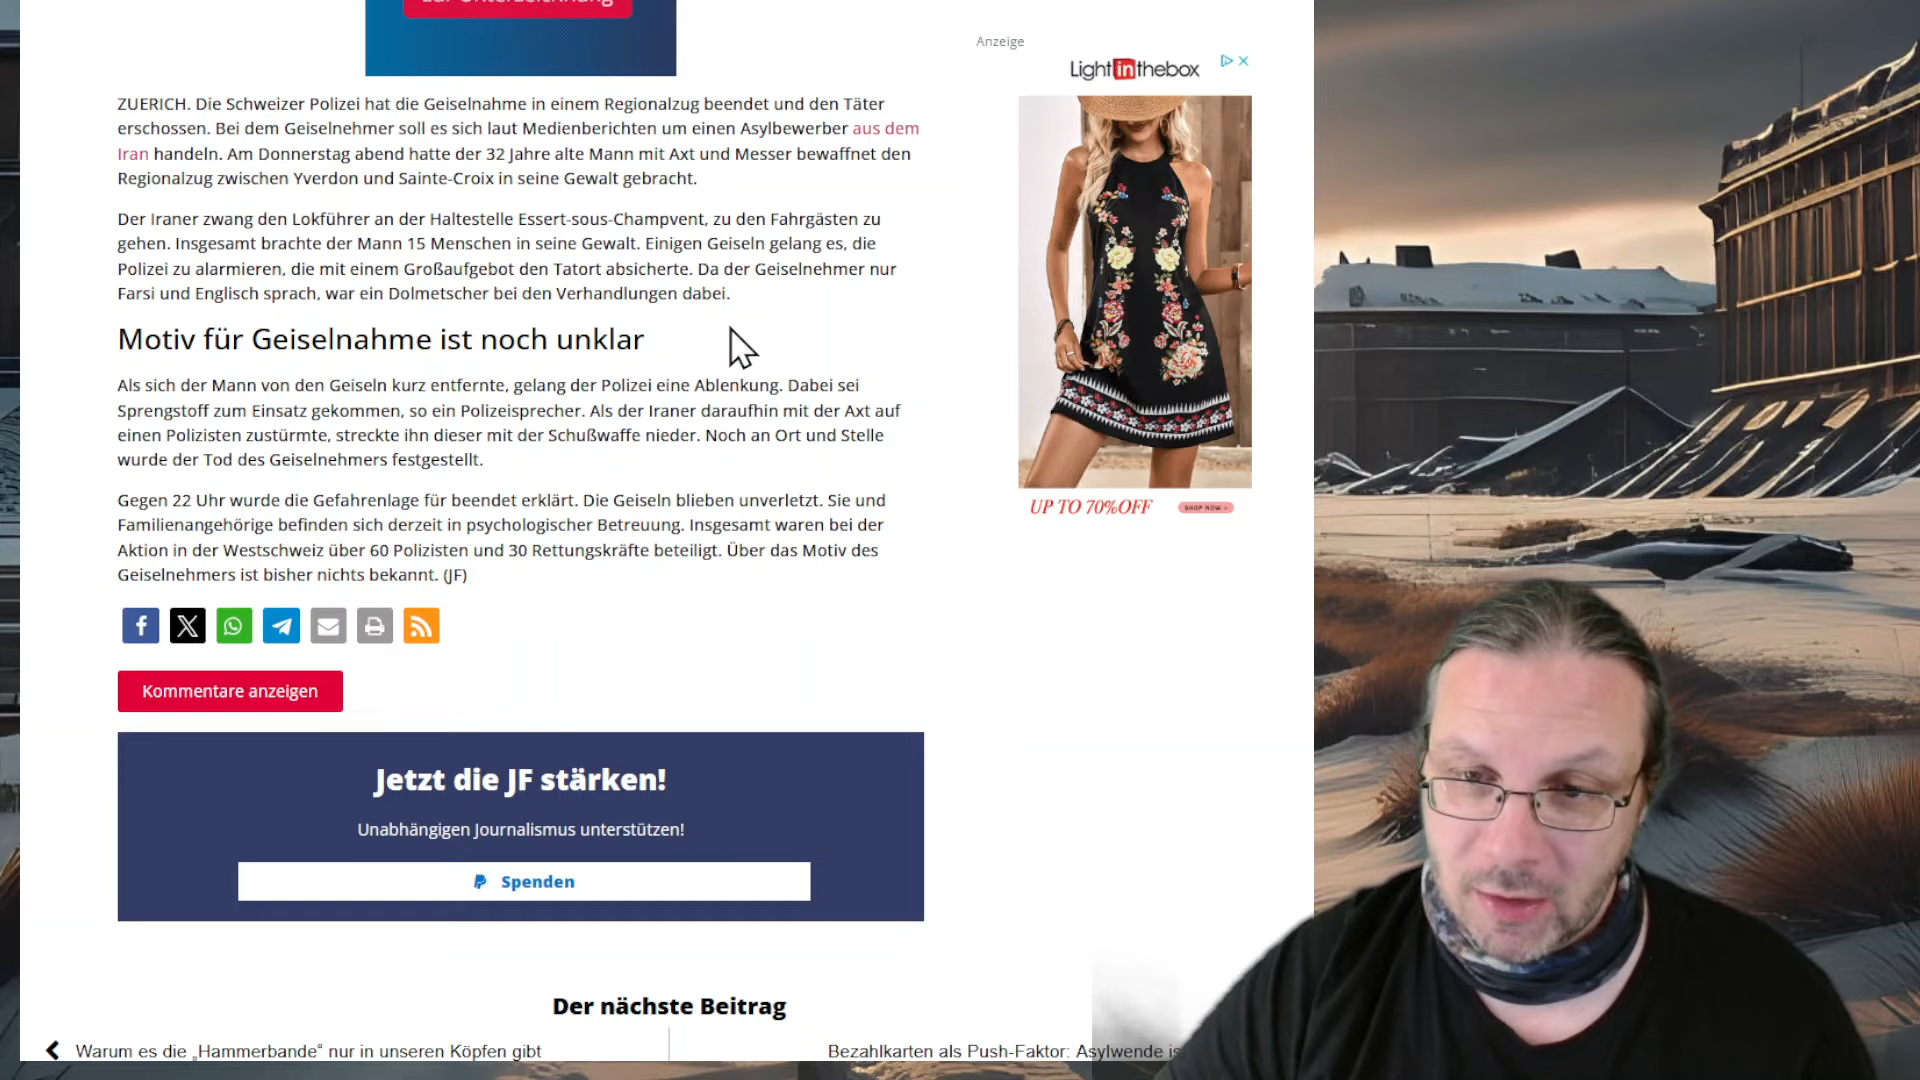 zur Unterzeichnung
Anzeige
Lightinthebox
ZUERICH. Die Schweizer Polizei hat die Geiselnahme in einem Regionalzug beendet und den Täter
erschossen. Bei dem Geiselnehmer soll es sich laut Medienberichten um einen Asylbewerber aus dem
Iran handeln. Am Donnerstag abend hatte der 32 Jahre alte Mann mit Axt und Messer bewaffnet den
Regionalzug zwischen Yverdon und Sainte-Croix in seine Gewalt gebracht.
Der Iraner zwang den Lokführer an der Haltestelle Essert-sous-Champvent, zu den Fahrgästen zu
gehen. Insgesamt brachte der Mann 15 Menschen in seine Gewalt. Einigen Geiseln gelang es, die
Polizei zu alarmieren, die mit einem Großaufgebot den Tatort absicherte. Da der Geiselnehmer nur
Farsi und Englisch sprach, war ein Dolmetscher bei den Verhandlungen dabei.
Motiv für Geiselnahme ist noch unklar
Als sich der Mann von den Geiseln kurz entfernte, gelang der Polizei eine Ablenkung. Dabei sei
Sprengstoff zum Einsatz gekommen, so ein Polizeisprecher. Als der Iraner daraufhin mit der Axt auf
einen Polizisten zustürmte, streckte ihn dieser mit der Schußwaffe nieder. Noch an Ort und Stelle
wurde der Tod des Geiselnehmers festgestellt.
Gegen 22 Uhr wurde die Gefahrenlage für beendet erklärt. Die Geiseln blieben unverletzt. Sie und
Familienangehörige befinden sich derzeit in psychologischer Betreuung. Insgesamt waren bei der
Aktion in der Westschweiz über 60 Polizisten und 30 Rettungskräfte beteiligt. Über das Motiv des
Geiselnehmers ist bisher nichts bekannt. (JF)
UP TO 70%OFF
SHOP NOW >
Kommentare anzeigen
Jetzt die JF stärken!
Unabhängigen Journalismus unterstützen!
Spenden
Der nächste Beitrag
Warum es die „Hammerbande“ nur in unseren Köpfen gibt
Bezahlkarten als Push-Faktor: Asylwende is